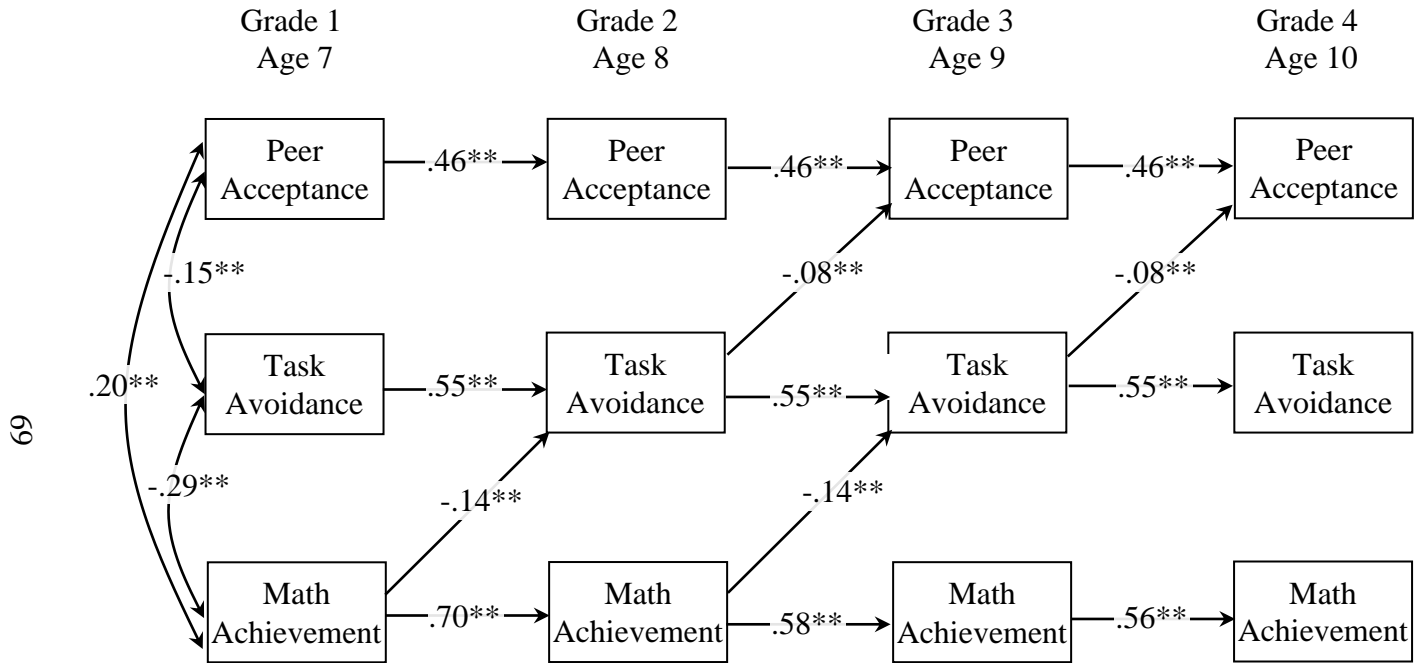 Grade 1
Age 7
Grade 2
Age 8
Grade 3
Age 9
Grade 4
Age 10
Peer
Acceptance
.46**
Peer
Acceptance
.46**
Peer
Acceptance
.46**
Peer
Acceptance
-.15**
-.08**
-.08**
.20**
Task
Avoidance
.55**
Task
Avoidance
.55**
Task
Avoidance
.55**
Task
Avoidance
69
-.29**
-.14**
-.14**
Math
Achievement
.70**
Math
Achievement
.58**
Math
Achievement
.56**
Math
Achievement